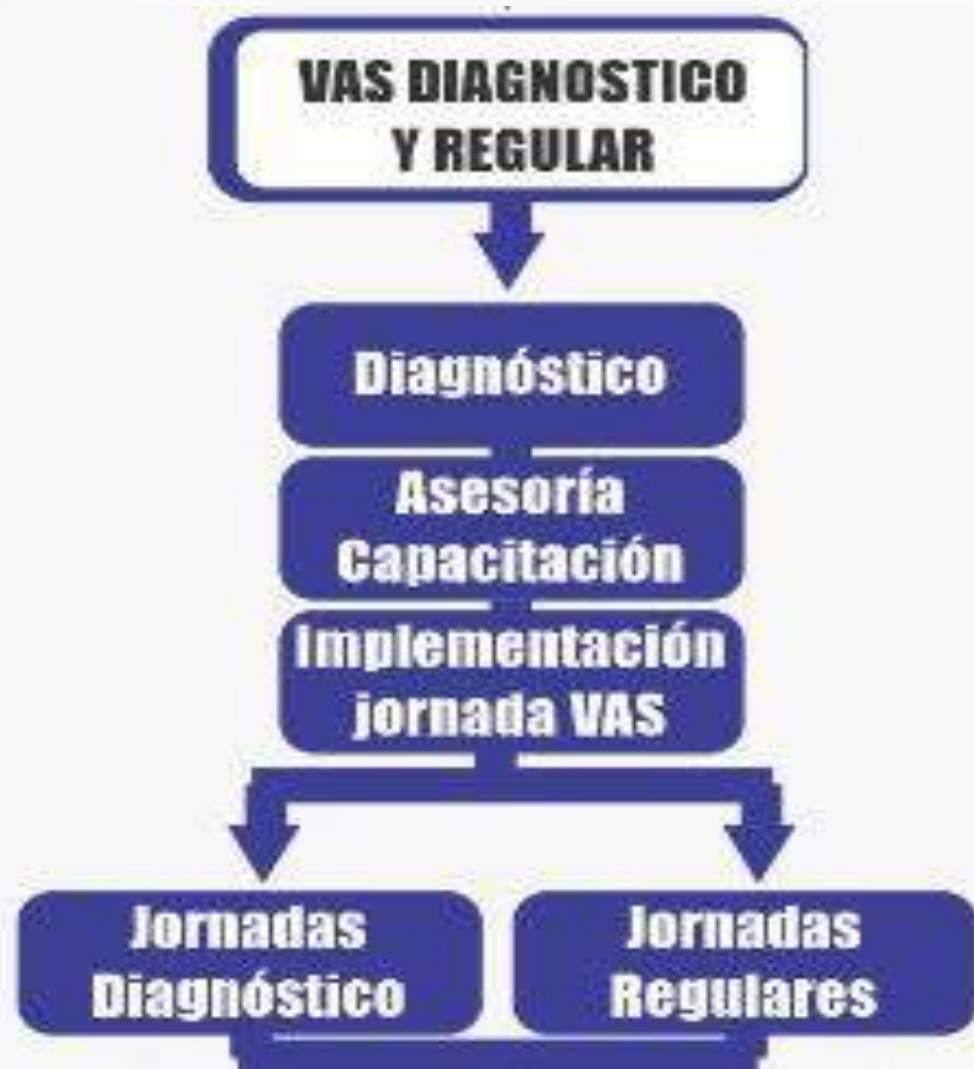 VAS DIAGNOSTICO
Y REGULAR
Diagnóstico
Asesoría
Capacitación
Implementación
jornada VAS
Jornadas
Diagnóstico
Jornadas
Regulares